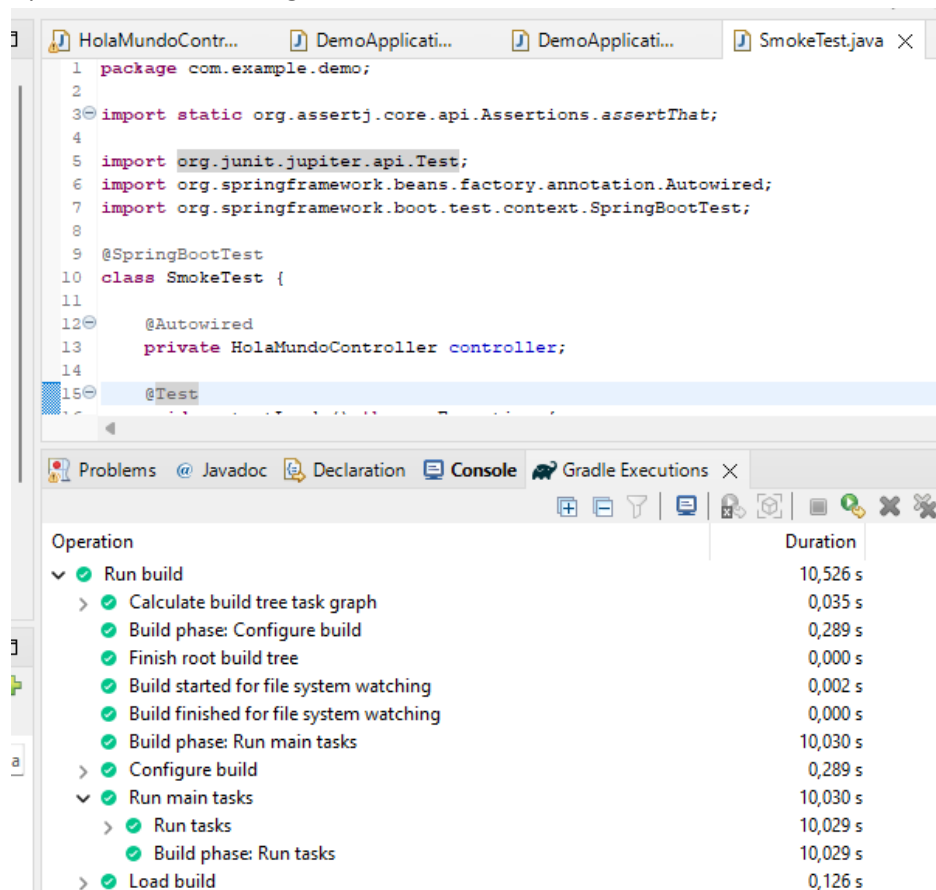 HolaMundoContr...
DemoApplicati...
DemoApplicati...
SmokeTest.java
1 package com.example.demo;
2
3 import static org.assertj.core.api.Assertions.assertThat;
4
5 import org.junit.jupiter.api.Test;
6 import org.springframework.beans.factory.annotation.Autowired;
7 import org.springframework.boot.test.context.SpringBootTest;
8
9 @SpringBootTest
10 class SmokeTest {
11
12 @Autowired
13 private HolaMundoController controller;
14
15 @Test
Problems @ Javadoc Declaration Console Gradle Executions
Operation Duration
Run build 10,526 s
Calculate build tree task graph 0,035 s
Build phase: Configure build 0,289 s
Finish root build tree 0,000 s
Build started for file system watching 0,002 s
Build finished for file system watching 0,000 s
Build phase: Run main tasks 10,030 s
a
Configure build 0,289 s
Run main tasks 10,030 s
Run tasks 10,029 s
Build phase: Run tasks 10,029 s
Load build 0,126 s